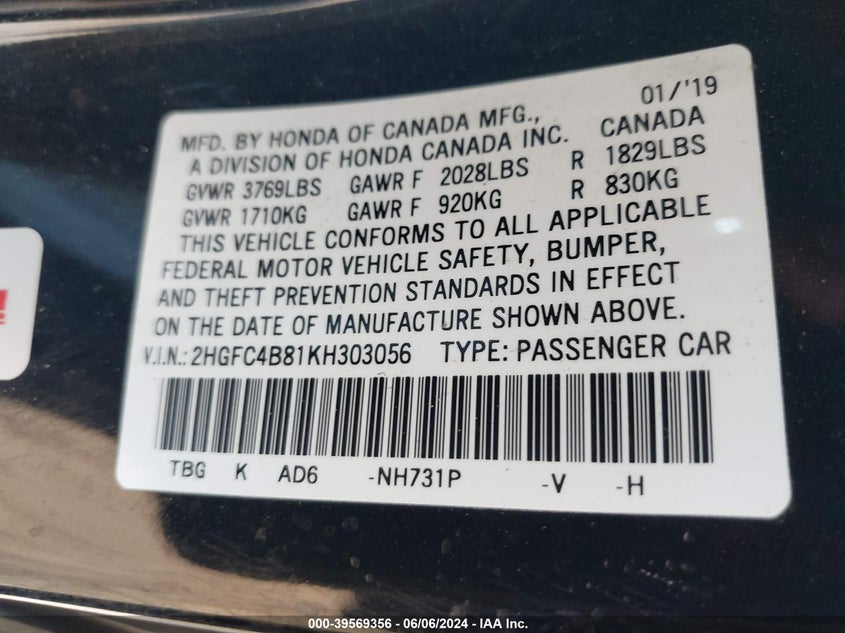 01/'19
MFD. BY HONDA OF CANADA MFG., CANADA
A DIVISION OF HONDA CANADA INC.
GVWR 3769LBS GAWR F 2028LBS R 1829LBS
GVWR 1710KG GAWR F 920KG R 830KG
THIS VEHICLE CONFORMS TO ALL APPLICABLE
FEDERAL MOTOR VEHICLE SAFETY, BUMPER,
AND THEFT PREVENTION STANDARDS IN EFFECT
ON THE DATE OF MANUFACTURE SHOWN ABOVE.
V.I.N.: 2HGFC4B81KH303056 TYPE: PASSENGER CAR
TBG K AD6 -NH731P -V -H
000-39569356 - 06/06/2024 - IAA Inc.